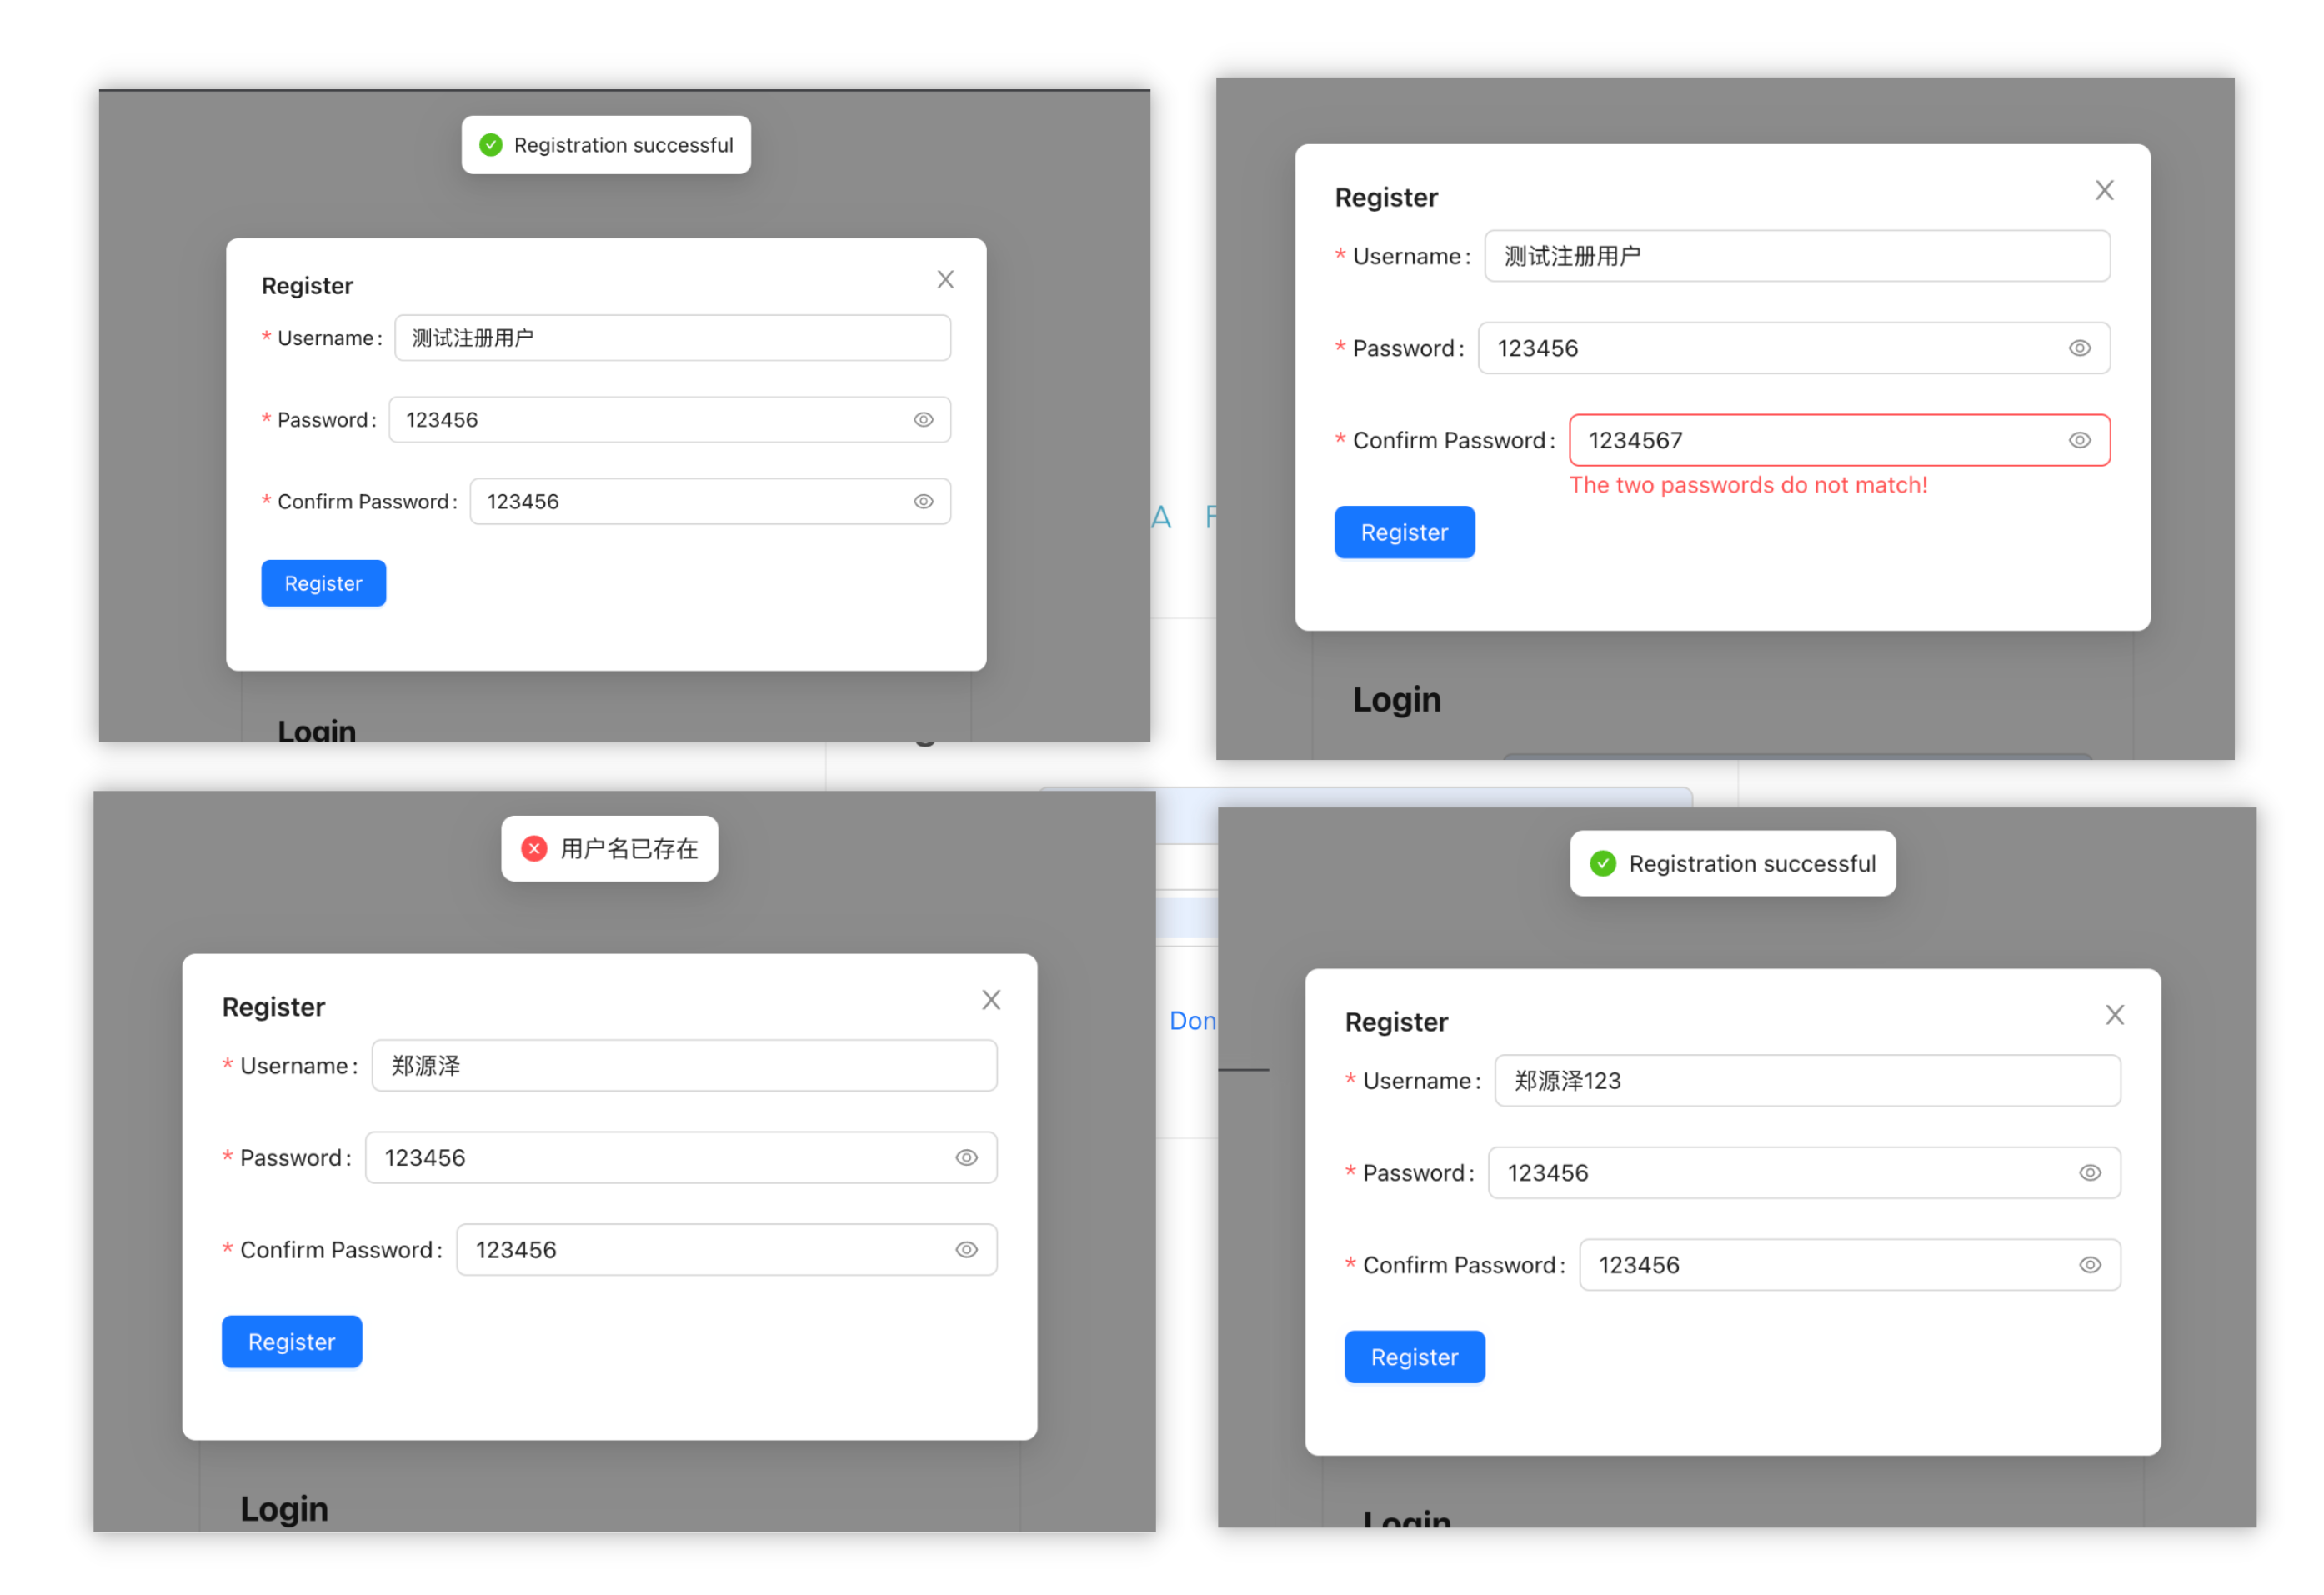 Registration successful
Register
* Username: 测试注册用户
* Password: 123456
* Confirm Password: 123456
Register
Login
Register
* Username: 测试注册用户
* Password: 123456
* Confirm Password: 1234567
The two passwords do not match!
Register
Login
A F
用户名已存在
Register
* Username: 郑源泽
* Password: 123456
* Confirm Password: 123456
Register
Login
Don
Registration successful
Register
* Username: 郑源泽123
* Password: 123456
* Confirm Password: 123456
Register
Login